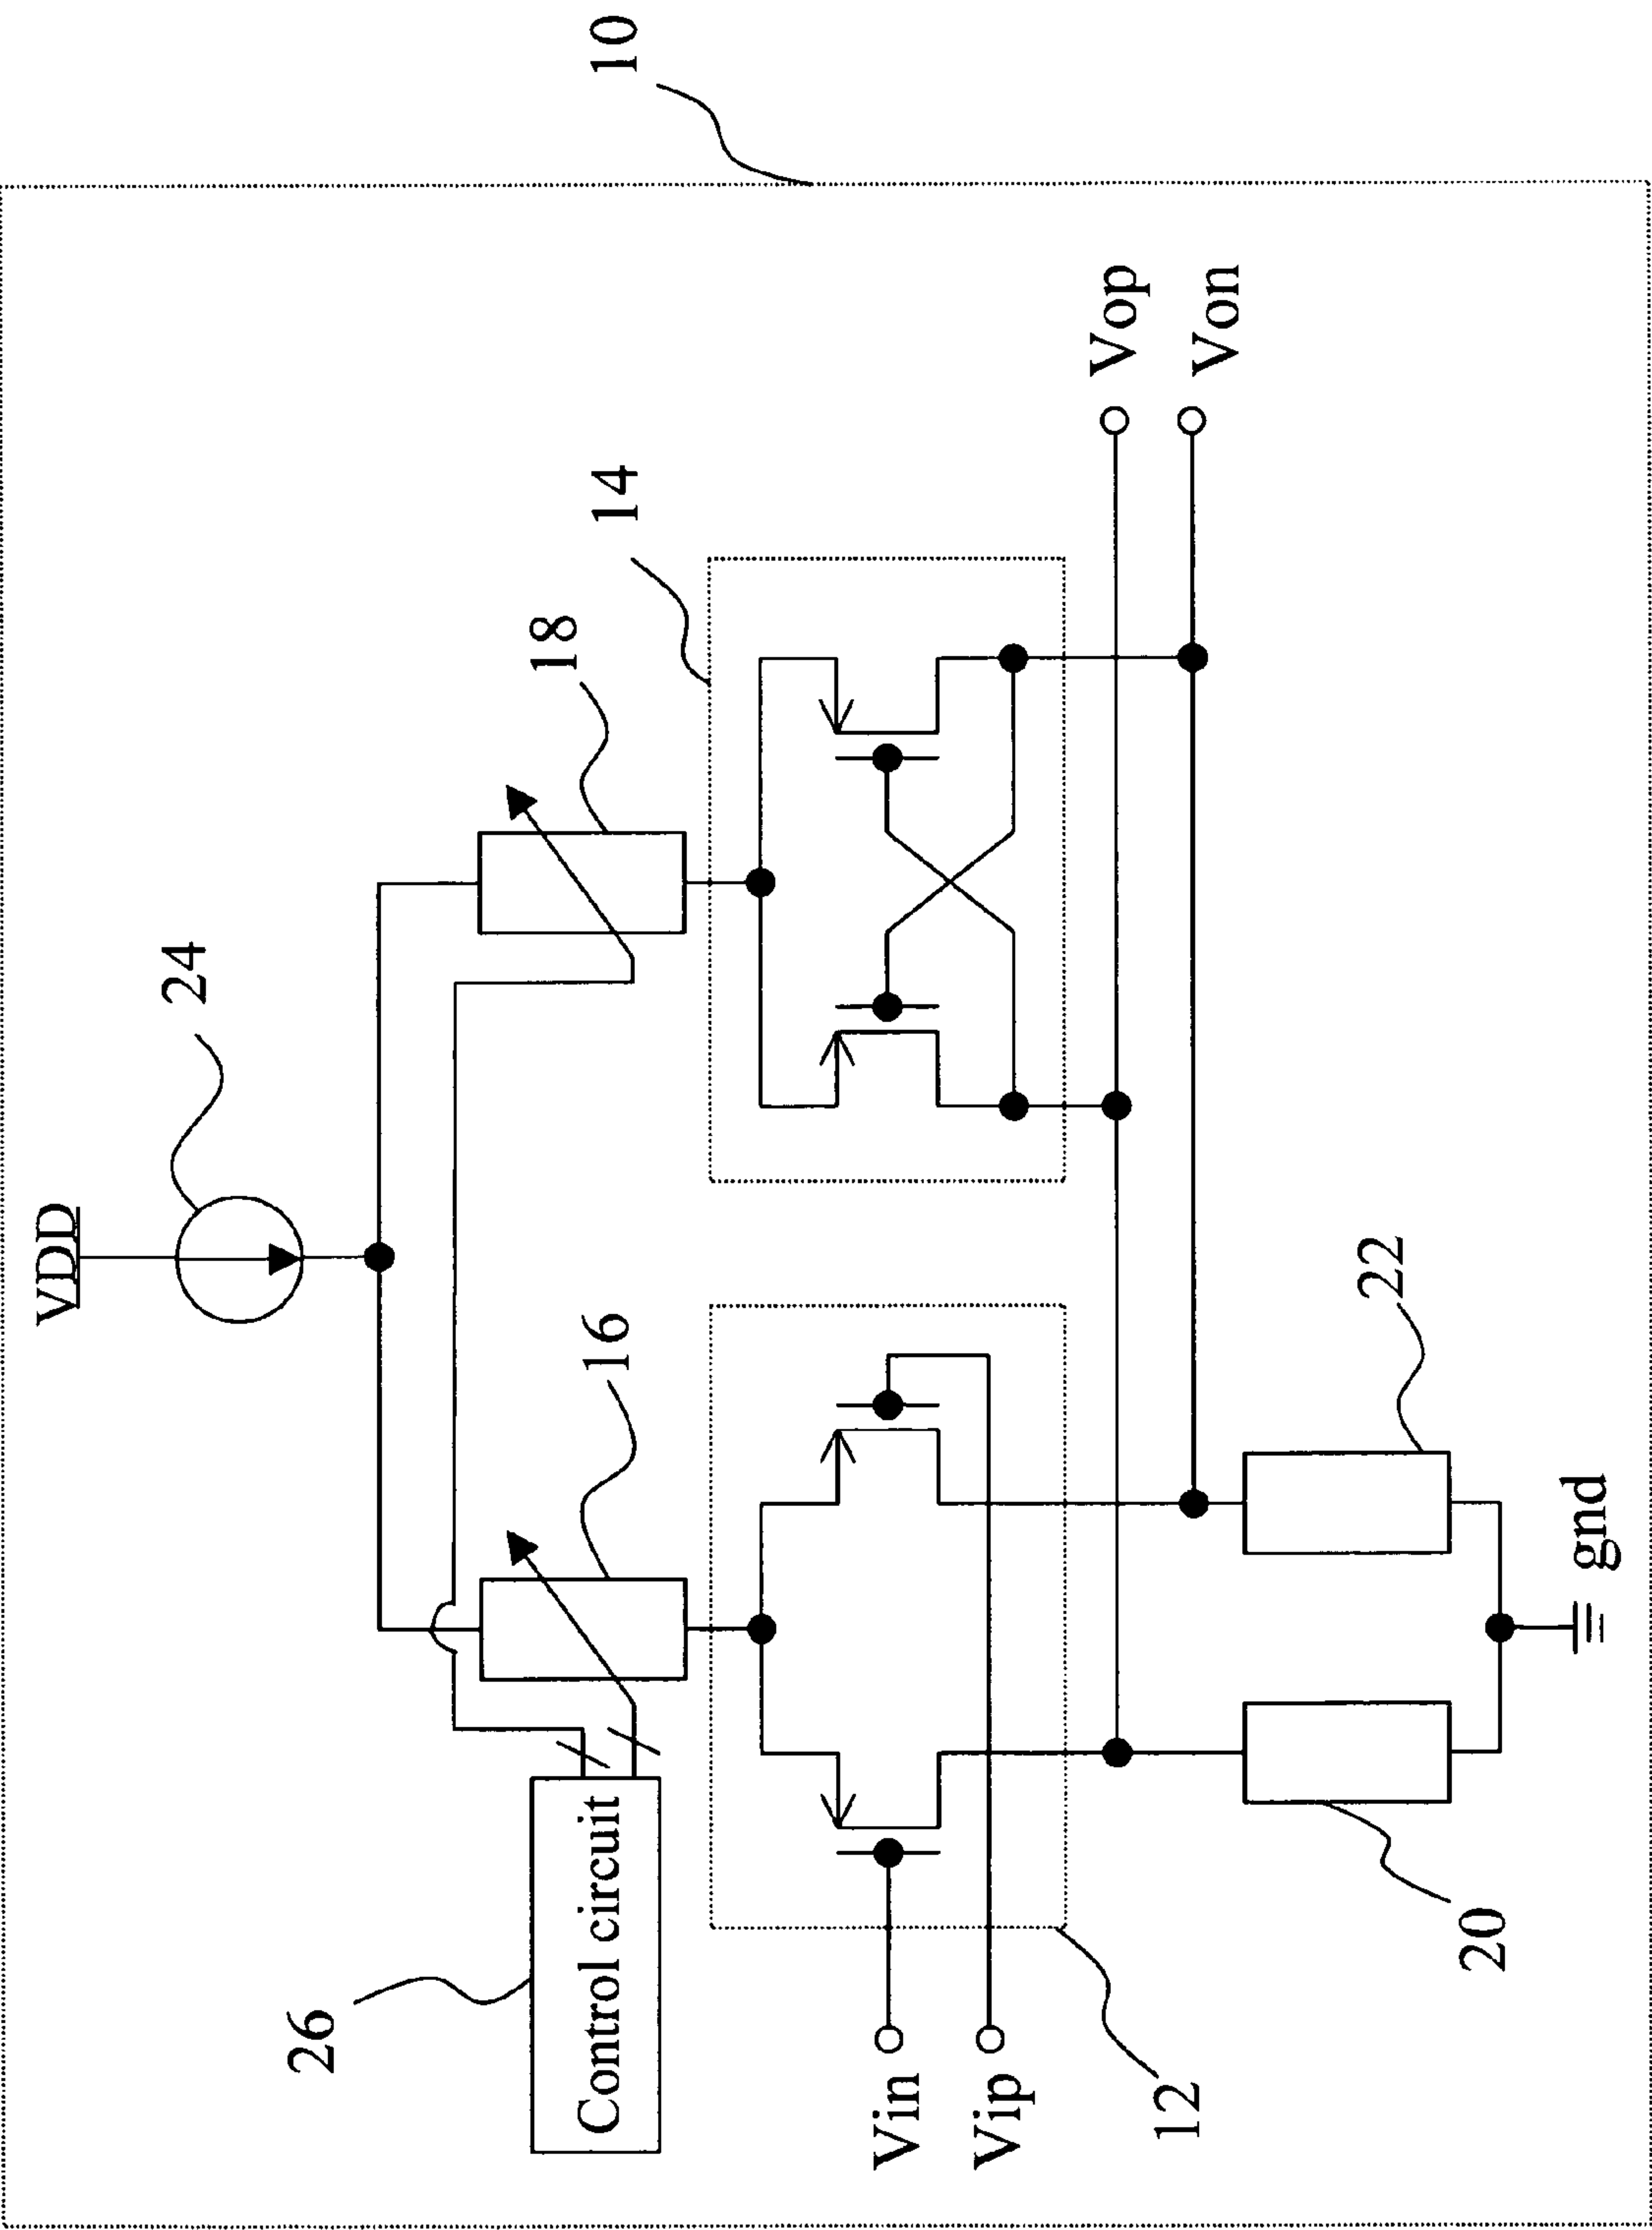 10
VDD
24
18
14
26
Control circuit
16
Vin
Vip
12
Vop
Von
20
22
gnd